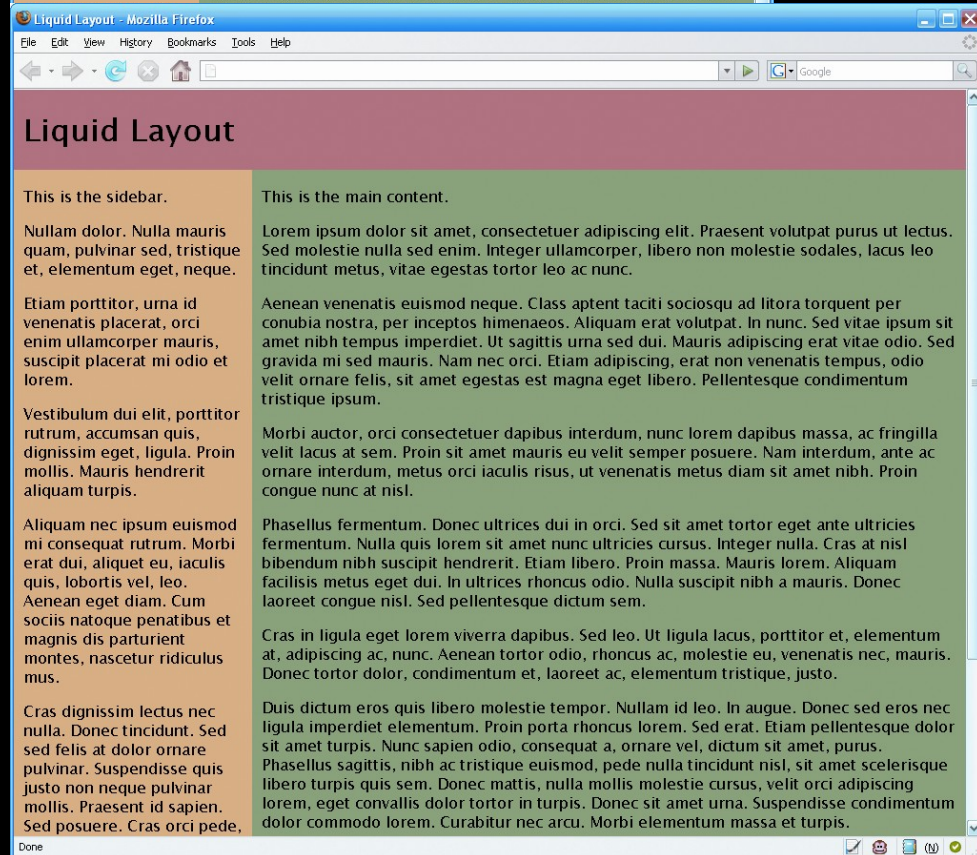 Liquid Layout - Mozilla Firefox
File Edit View History Bookmarks Tools Help
G Google
Liquid Layout
This is the sidebar.
Nullam dolor. Nulla mauris
quam, pulvinar sed, tristique
et, elementum eget, neque.
Etiam porttitor, urna id
venenatis placerat, orci
enim ullamcorper mauris,
suscipit placerat mi odio et
lorem.
Vestibulum dui elit, porttitor
rutrum, accumsan quis,
dignissim eget, ligula. Proin
mollis. Mauris hendrerit
aliquam turpis.
Aliquam nec ipsum euismod
mi consequat rutrum. Morbi
erat dui, aliquet eu, iaculis
quis, lobortis vel, leo.
Aenean eget diam. Cum
sociis natoque penatibus et
magnis dis parturient
montes, nascetur ridiculus
mus.
Cras dignissim lectus nec
nulla. Donec tincidunt. Sed
sed felis at dolor ornare
pulvinar. Suspendisse quis
justo non neque pulvinar
mollis. Praesent id sapien.
Sed posuere. Cras orci pede,
This is the main content.
Lorem ipsum dolor sit amet, consectetuer adipiscing elit. Praesent volutpat purus ut lectus.
Sed molestie nulla sed enim. Integer ullamcorper, libero non molestie sodales, lacus leo
tincidunt metus, vitae egestas tortor leo ac nunc.
Aenean venenatis euismod neque. Class aptent taciti sociosqu ad litora torquent per
conubia nostra, per inceptos himenaeos. Aliquam erat volutpat. In nunc. Sed vitae ipsum sit
amet nibh tempus imperdiet. Ut sagittis urna sed dui. Mauris adipiscing erat vitae odio. Sed
gravida mi sed mauris. Nam nec orci. Etiam adipiscing, erat non venenatis tempus, odio
velit ornare felis, sit amet egestas est magna eget libero. Pellentesque condimentum
tristique ipsum.
Morbi auctor, orci consectetuer dapibus interdum, nunc lorem dapibus massa, ac fringilla
velit lacus at sem. Proin sit amet mauris eu velit semper posuere. Nam interdum, ante ac
ornare interdum, metus orci iaculis risus, ut venenatis metus diam sit amet nibh. Proin
congue nunc at nisl.
Phasellus fermentum. Donec ultrices dui in orci. Sed sit amet tortor eget ante ultricies
fermentum. Nulla quis lorem sit amet nunc ultricies cursus. Integer nulla. Cras at nisl
bibendum nibh suscipit hendrerit. Etiam libero. Proin massa. Mauris lorem. Aliquam
facilisis metus eget dui. In ultrices rhoncus odio. Nulla suscipit nibh a mauris. Donec
laoreet congue nisl. Sed pellentesque dictum sem.
Cras in ligula eget lorem viverra dapibus. Sed leo. Ut ligula lacus, porttitor et, elementum
at, adipiscing ac, nunc. Aenean tortor odio, rhoncus ac, molestie eu, venenatis nec, mauris.
Donec tortor dolor, condimentum et, laoreet ac, elementum tristique, justo.
Duis dictum eros quis libero molestie tempor. Nullam id leo. In augue. Donec sed eros nec
ligula imperdiet elementum. Proin porta rhoncus lorem. Sed erat. Etiam pellentesque dolor
sit amet turpis. Nunc sapien odio, consequat a, ornare vel, dictum sit amet, purus.
Phasellus sagittis, nibh ac tristique euismod, pede nulla tincidunt nisl, sit amet scelerisque
libero turpis quis sem. Donec mattis, nulla mollis molestie cursus, velit orci adipiscing
lorem, eget convallis dolor tortor in turpis. Donec sit amet urna. Suspendisse condimentum
dolor commodo lorem. Curabitur nec arcu. Morbi elementum massa et turpis.
Done (N)